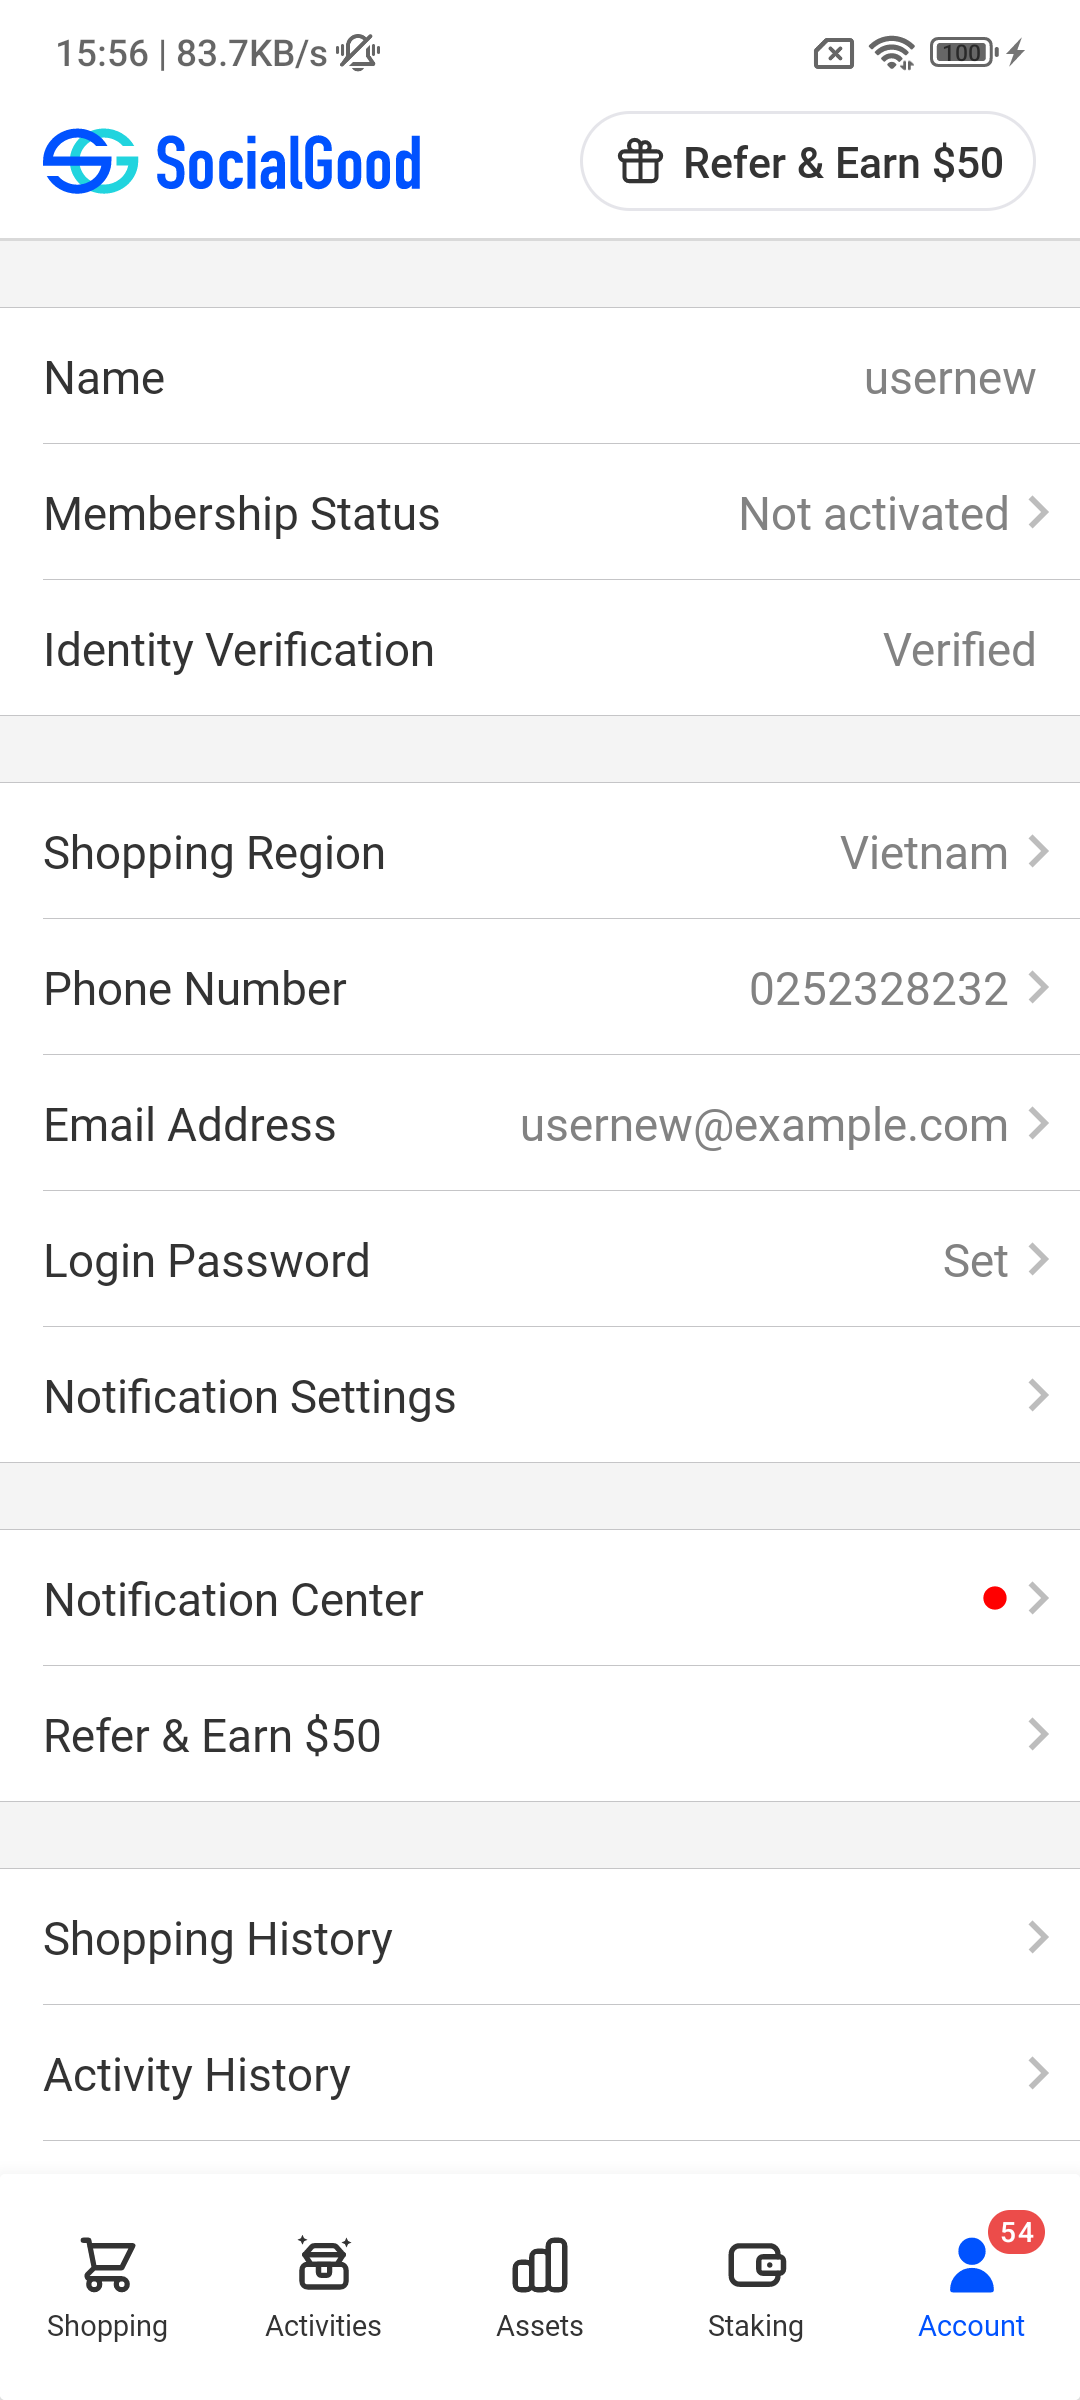 15:56 | 83.7KB/s
100
SocialGood
Refer & Earn $50
Name
usernew
Membership Status
Not activated
Identity Verification
Verified
Shopping Region
Vietnam
Phone Number
0252328232
Email Address
usernew@example.com
Login Password
Set
Notification Settings
Notification Center
Refer & Earn $50
Shopping History
Activity History
54
Shopping
Activities
Assets
Staking
Account